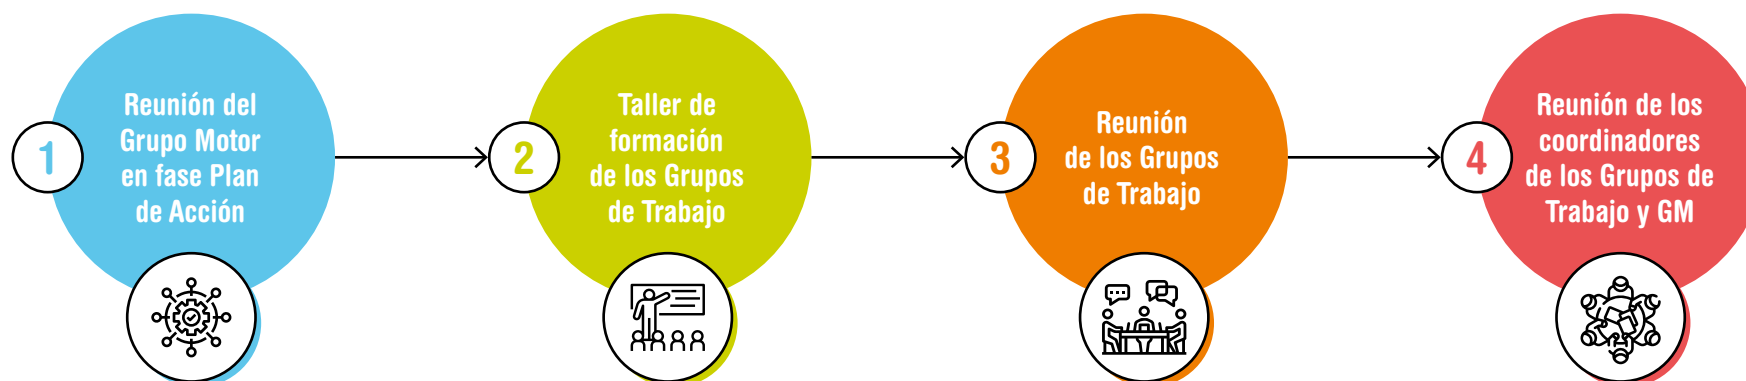 1
Reunión del
Grupo Motor
en fase Plan
de Acción
2
Taller de
formación
de los Grupos
de Trabajo
3
Reunión
de los Grupos
de Trabajo
4
Reunión de los
coordinadores
de los Grupos de
Trabajo y GM